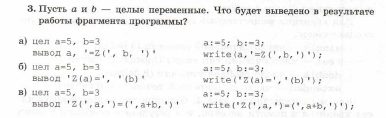 3. Пусть a и b — целые переменные. Что будет выведено в результате
работы фрагмента программы?
а) цел a=5, b=3 a:=5; b:=3;
вывод a, '=Z(', b, ')' write(a,'=Z(',b,')');
б) цел a=5, b=3 a:=5; b:=3;
вывод 'Z(a)=', '(b)' write('Z(a)=','(b)');
в) цел a=5, b=3 a:=5; b:=3;
вывод 'Z(',a,')=(',a+b,')' write('Z(',a,')=(',a+b,')');